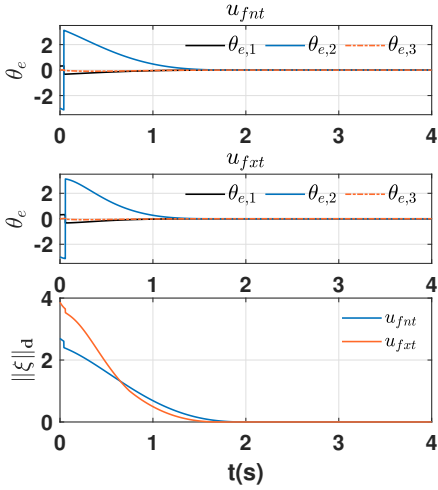 u_{fnt}
θ_{e,1} θ_{e,2} θ_{e,3}
θ_e
2
0
-2
0 1 2 3 4
u_{fxt}
θ_{e,1} θ_{e,2} θ_{e,3}
θ_e
2
0
-2
0 1 2 3 4
||ξ||_d
4
2
0
u_{fnt}
u_{fxt}
0 1 2 3 4
t(s)